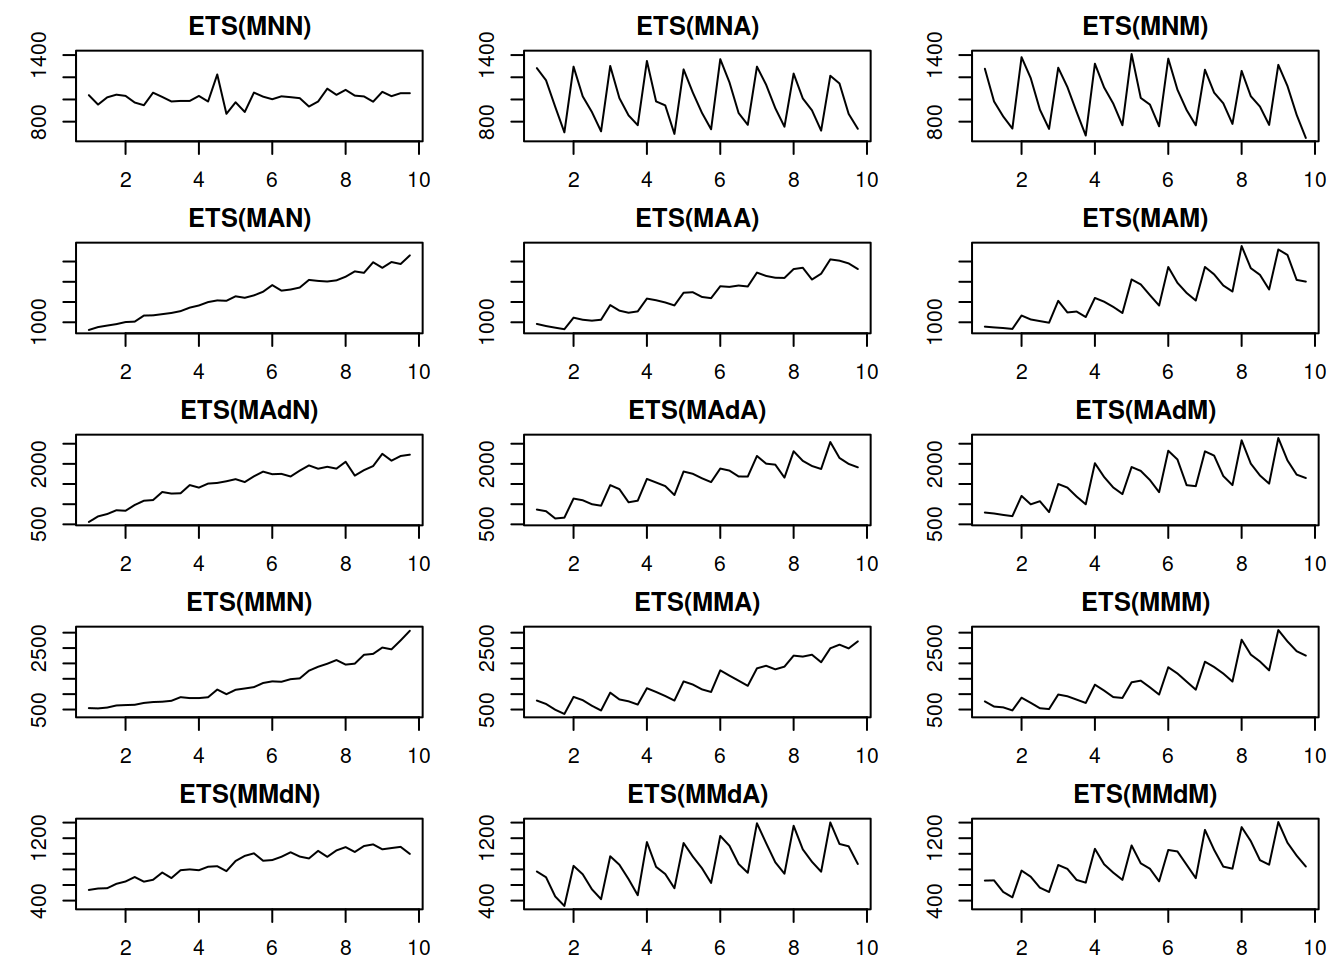 ETS(MNN) ETS(MNA) ETS(MNM)
1400 1400 1400
800 800 800
2 4 6 8 10 2 4 6 8 10 2 4 6 8 10
ETS(MAN) ETS(MAA) ETS(MAM)
1000 1000 1000
2 4 6 8 10 2 4 6 8 10 2 4 6 8 10
ETS(MAdN) ETS(MAdA) ETS(MAdM)
2000 2000 2000
500 500 500
2 4 6 8 10 2 4 6 8 10 2 4 6 8 10
ETS(MMN) ETS(MMA) ETS(MMM)
2500 2500 2500
500 500 500
2 4 6 8 10 2 4 6 8 10 2 4 6 8 10
ETS(MMdN) ETS(MMdA) ETS(MMdM)
1200 1200 1200
400 400 400
2 4 6 8 10 2 4 6 8 10 2 4 6 8 10